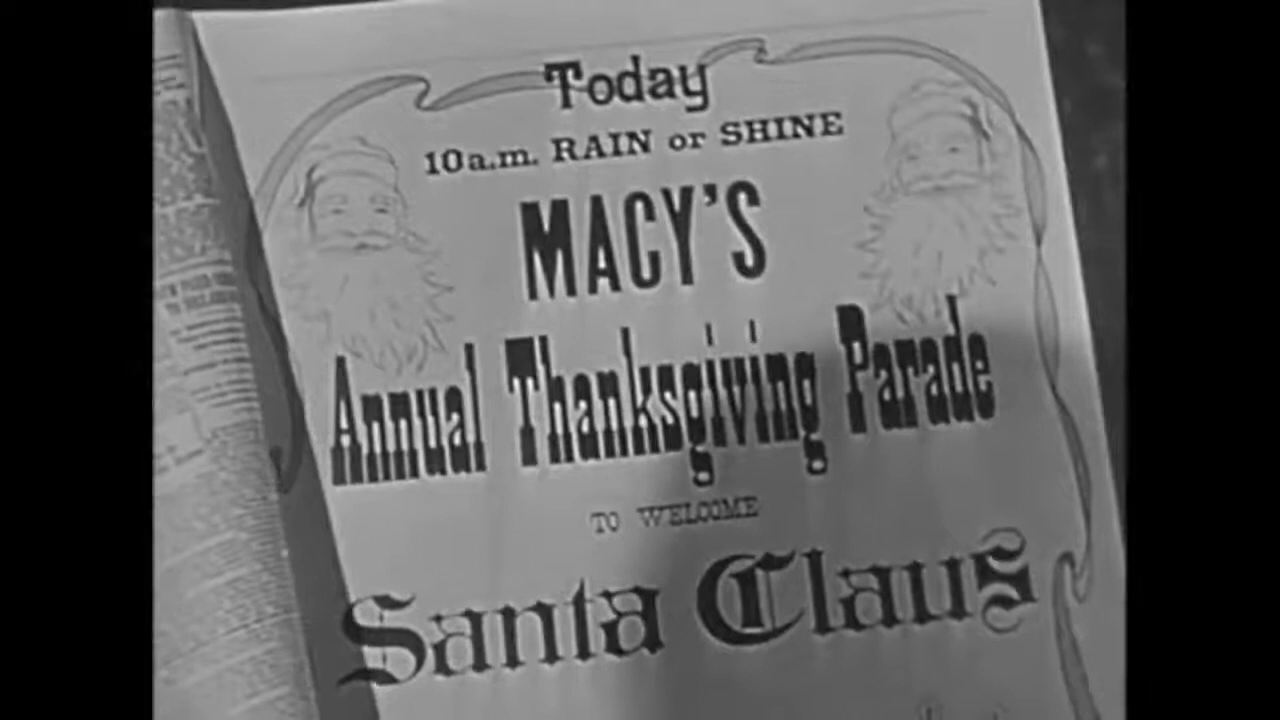 Today
10a.m. RAIN or SHINE
MACY'S
Annual Thanksgiving Parade
TO WELCOME
Santa Claus